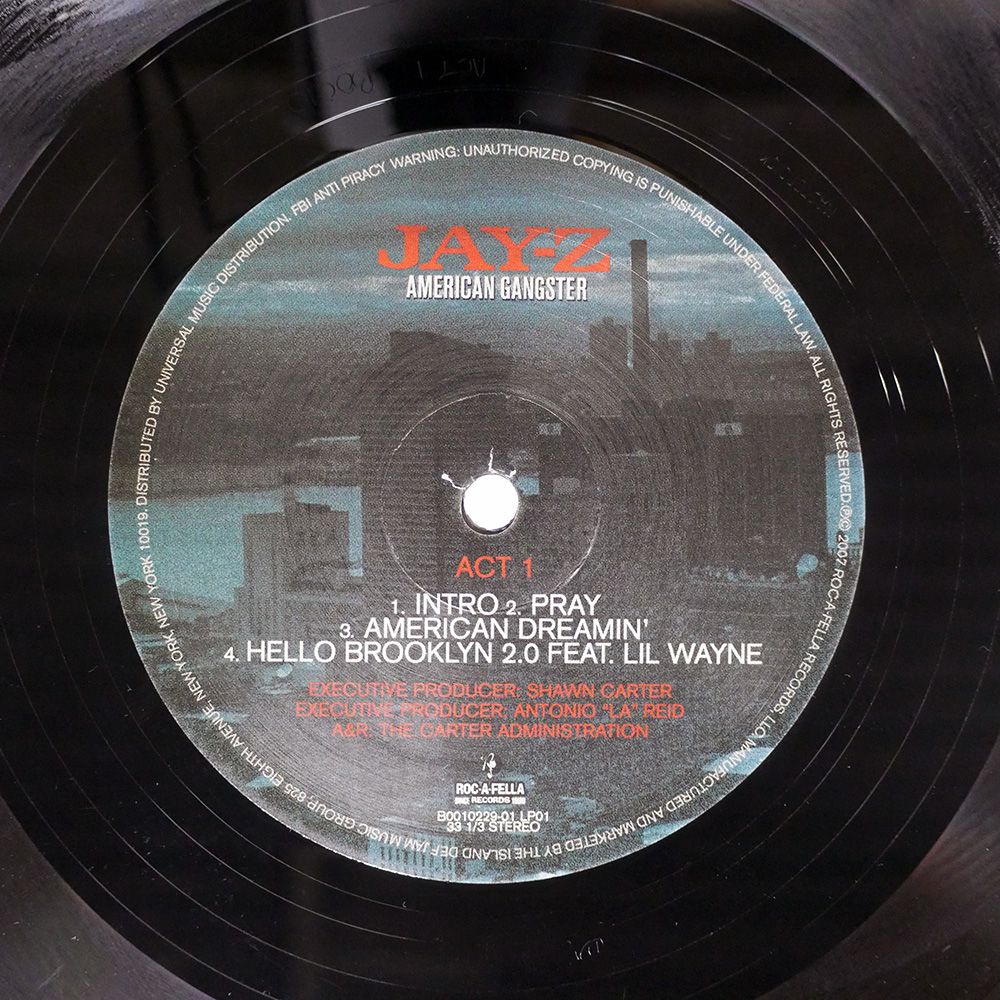 JAY-Z
AMERICAN GANGSTER
ACT 1
1. INTRO 2. PRAY
3. AMERICAN DREAMIN'
4. HELLO BROOKLYN 2.0 FEAT. LIL WAYNE
EXECUTIVE PRODUCER: SHAWN CARTER
EXECUTIVE PRODUCER: ANTONIO "LA" REID
A&R: THE CARTER ADMINISTRATION
ROC-A-FELLA
RECORDS
B0010229-01 LP01
33 1/3 STEREO
℗© 2007 ROC-A-FELLA RECORDS, LLC. MANUFACTURED AND MARKETED BY THE ISLAND DEF JAM MUSIC GROUP, 825 EIGHTH AVENUE, NEW YORK, NEW YORK 10019. DISTRIBUTED BY UNIVERSAL MUSIC DISTRIBUTION. FBI ANTI PIRACY WARNING: UNAUTHORIZED COPYING IS PUNISHABLE UNDER FEDERAL LAW. ALL RIGHTS RESERVED.